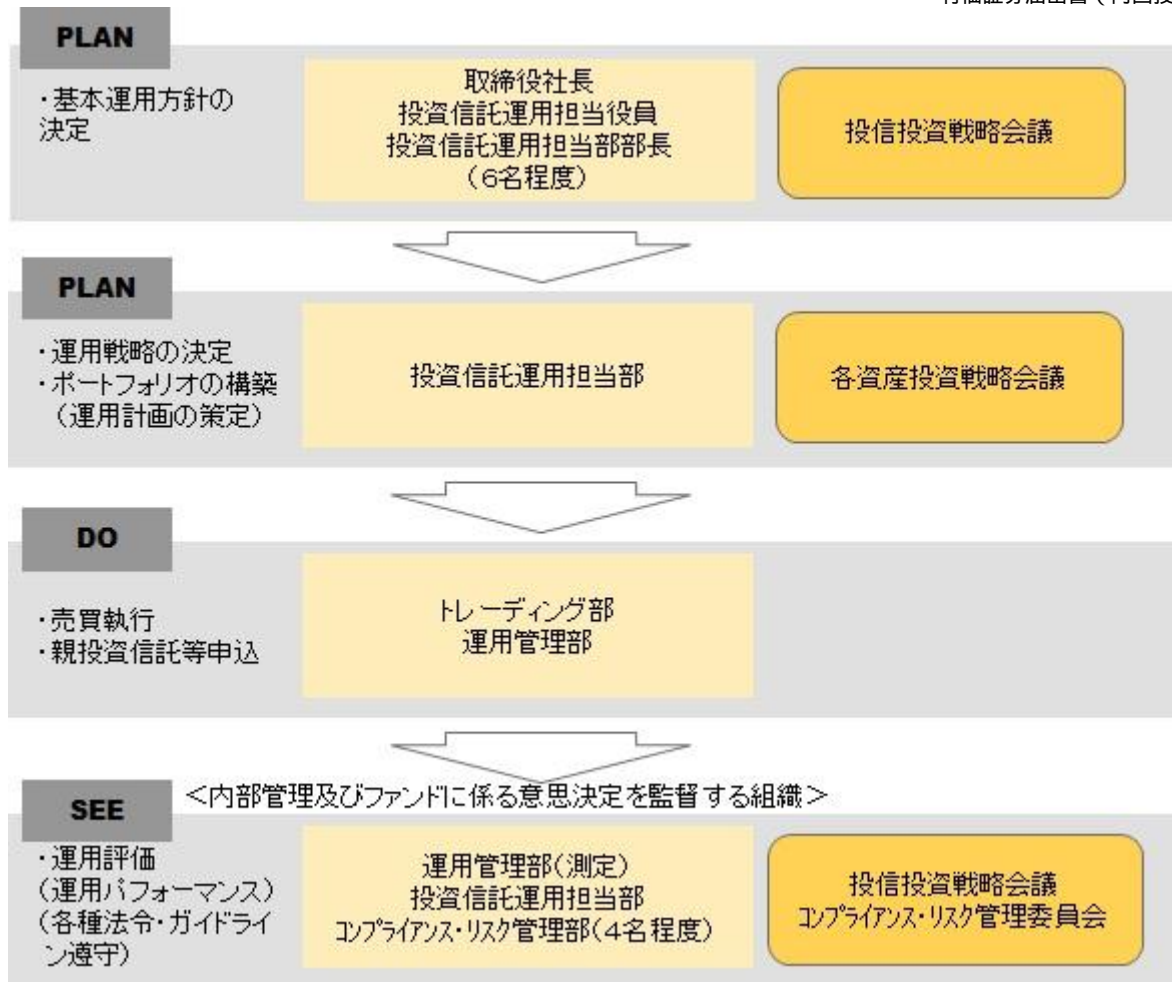 PLAN
・基本運用方針の
決定
取締役社長
投資信託運用担当役員
投資信託運用担当部部長
(6名程度)
投信投資戦略会議
PLAN
・運用戦略の決定
・ポートフォリオの構築
(運用計画の策定)
投資信託運用担当部
各資産投資戦略会議
DO
・売買執行
・親投資信託等申込
トレーディング部
運用管理部
SEE
<内部管理及びファンドに係る意思決定を監督する組織>
・運用評価
(運用パフォーマンス)
(各種法令・ガイドライ
ン遵守)
運用管理部(測定)
投資信託運用担当部
コンプライアンス・リスク管理部(4名程度)
投信投資戦略会議
コンプライアンス・リスク管理委員会